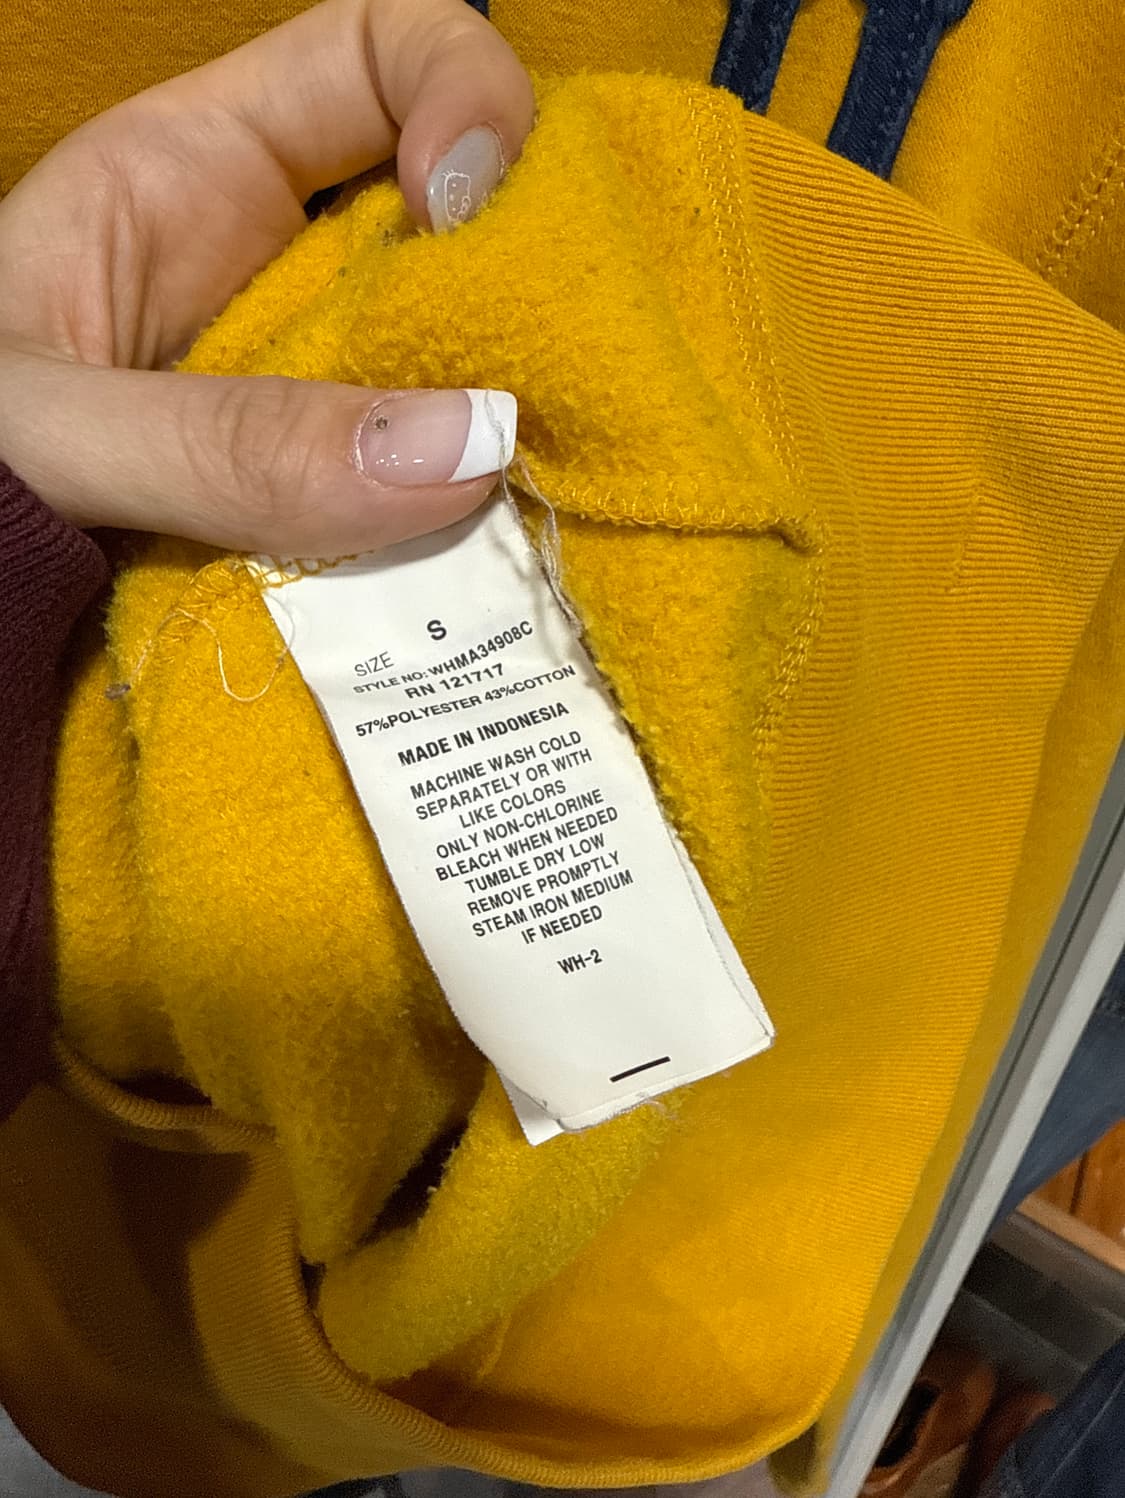 S
SIZE
STYLE NO: WHMA34908C
RN 121717
57%POLYESTER 43%COTTON
MADE IN INDONESIA
MACHINE WASH COLD
SEPARATELY OR WITH
LIKE COLORS
ONLY NON-CHLORINE
BLEACH WHEN NEEDED
TUMBLE DRY LOW
REMOVE PROMPTLY
STEAM IRON MEDIUM
IF NEEDED
WH-2